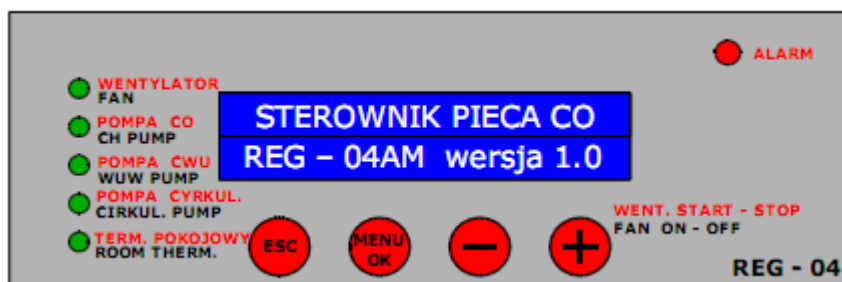 ALARM
WENTYLATOR
FAN
POMPA CO
CH PUMP
POMPA CWU
WUW PUMP
POMPA CYRKUL.
CIRKUL. PUMP
TERM. POKOJOWY
ROOM THERM.
STEROWNIK PIECA CO
REG – 04AM wersja 1.0
ESC
MENU
OK
WENT. START - STOP
FAN ON - OFF
REG - 04